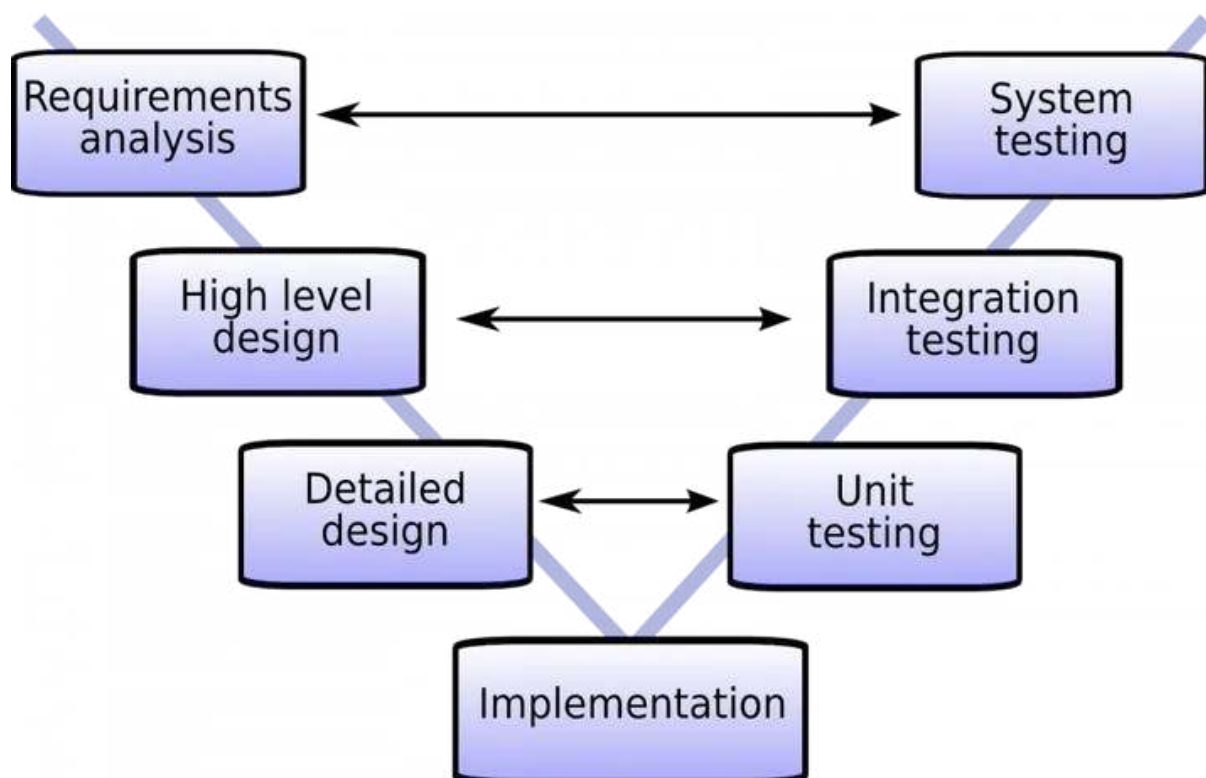 Requirements
analysis
System
testing
High level
design
Integration
testing
Detailed
design
Unit
testing
Implementation